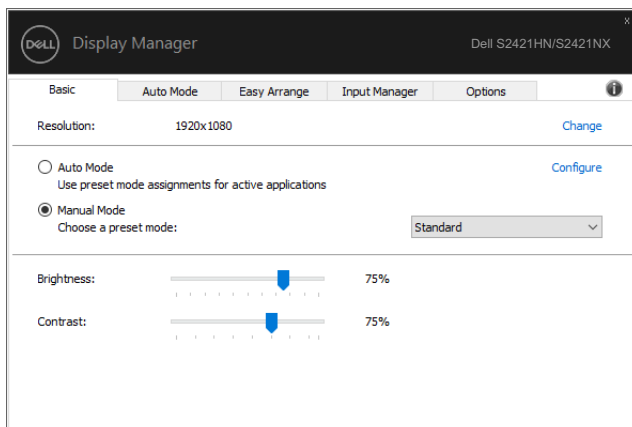 x
DELL Display Manager Dell S2421HN/S2421NX
Basic Auto Mode Easy Arrange Input Manager Options i
Resolution: 1920x1080 Change
Auto Mode Configure
Use preset mode assignments for active applications
Manual Mode
Choose a preset mode: Standard
Brightness: 75%
Contrast: 75%